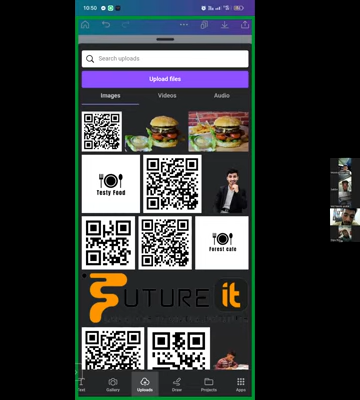 10:50
Search uploads
Upload files
Images Videos Audio
Testy Food
Forest cafe
FUTURE it
Text Gallery Uploads Draw Projects Apps